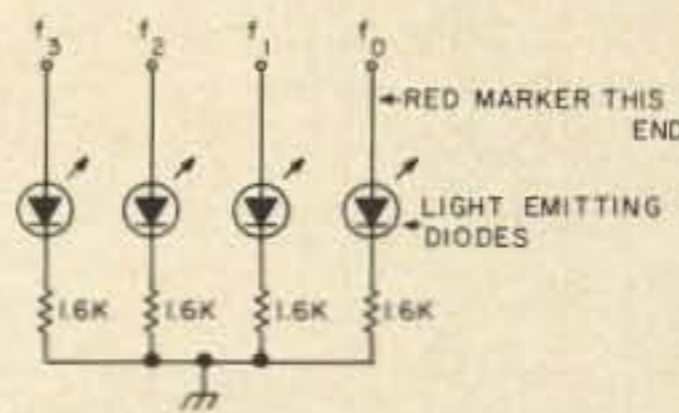 f3 f2 f1 f0
RED MARKER THIS
END
LIGHT EMITTING
DIODES
1.6K 1.6K 1.6K 1.6K